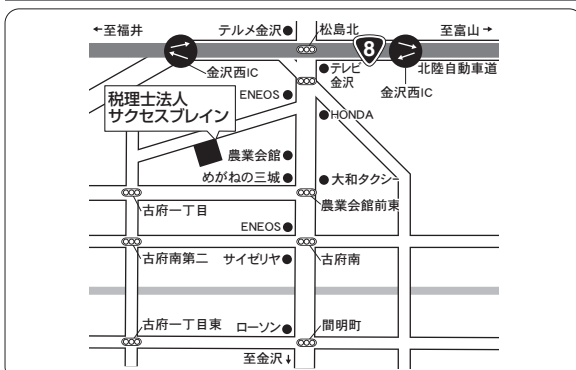 ←至福井
テルメ金沢
松島北
8
至富山→
金沢西IC
テレビ
金沢
北陸自動車道
金沢西IC
税理士法人
サクセスブレイン
ENEOS
HONDA
農業会館
めがねの三城
大和タクシー
古府一丁目
農業会館前東
ENEOS
古府南第二
サイゼリヤ
古府南
古府一丁目東
ローソン
間明町
至金沢↓